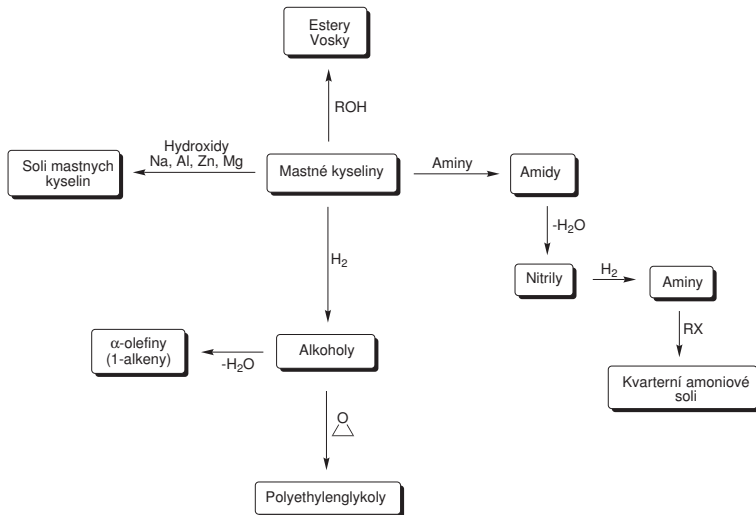 Estery
Vosky
ROH
Hydroxidy
Na, Al, Zn, Mg
Soli mastnych
kyselin
Mastné kyseliny
Aminy
Amidy
-H₂O
H₂
Nitrily
H₂
Aminy
RX
α-olefiny
(1-alkeny)
-H₂O
Alkoholy
Kvarterní amoniové
soli
O
Polyethylenglykoly